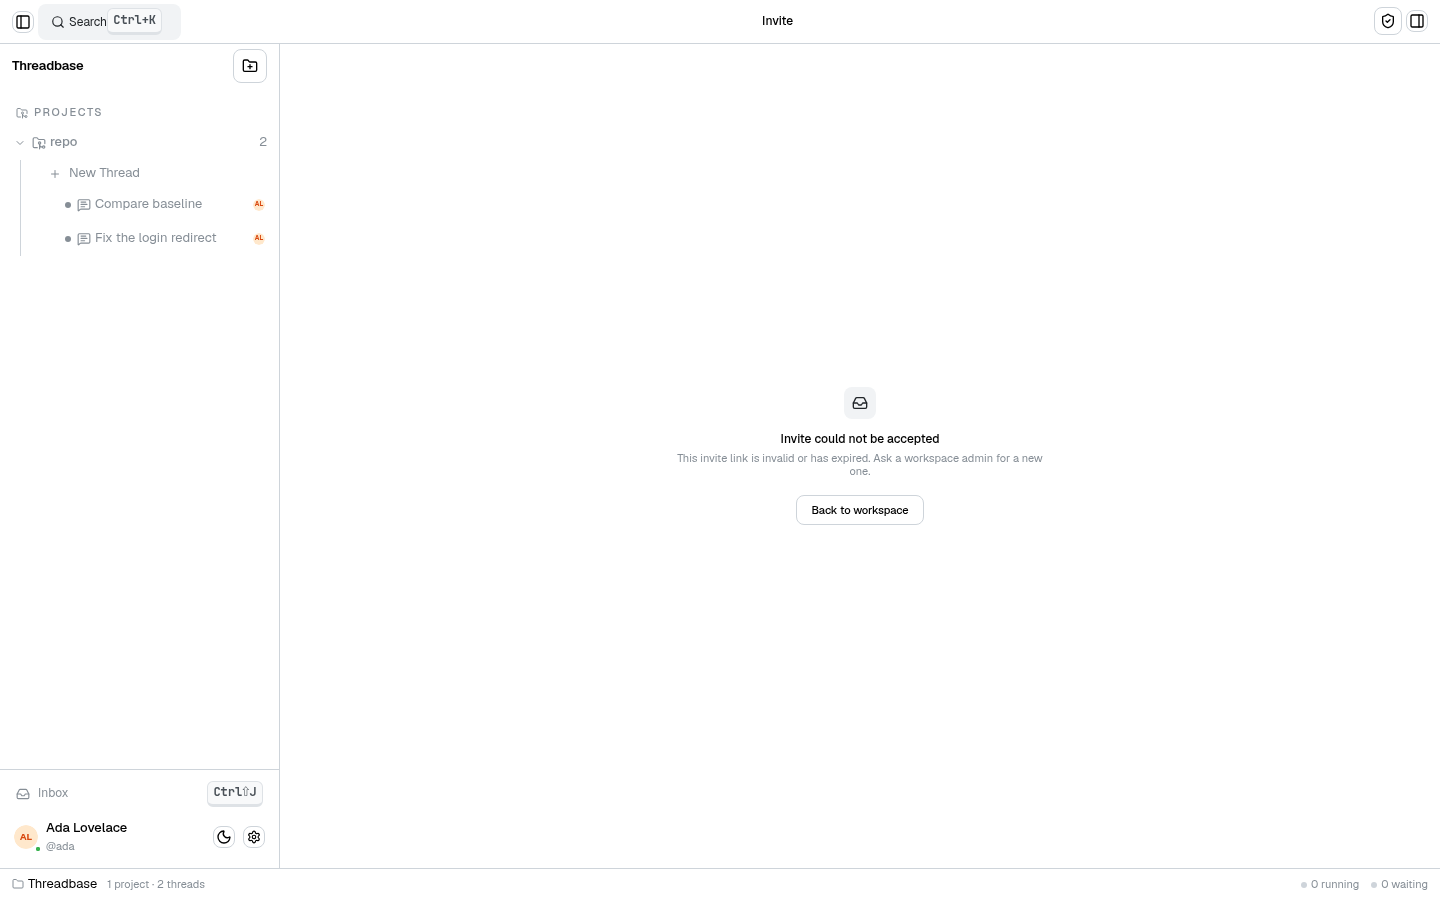 Search Ctrl+K
Invite
Threadbase
PROJECTS
repo 2
New Thread
Compare baseline AL
Fix the login redirect AL
Invite could not be accepted
This invite link is invalid or has expired. Ask a workspace admin for a new
one.
Back to workspace
Inbox Ctrl⇧J
AL Ada Lovelace
@ada
Threadbase 1 project · 2 threads
0 running 0 waiting